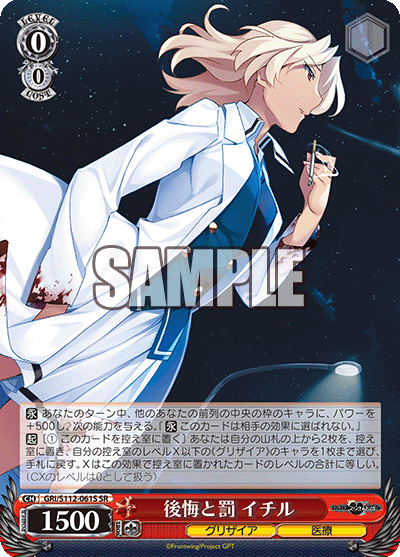 LEVEL
0
0
COST
SAMPLE
永 あなたのターン中、他のあなたの前列の中央の枠のキャラに、パワーを
+500し、次の能力を与える。『永 このカードは相手の効果に選ばれない。』
起［① このカードを控え室に置く］ あなたは自分の山札の上から2枚を、控え
室に置き、自分の控え室のレベルX以下の《グリザイア》のキャラを1枚まで選び、
手札に戻す。Xはこの効果で控え室に置かれたカードのレベルの合計に等しい。
(CXのレベルは0として扱う)
CH
GRI/S112-061S SR
POWER
1500
後悔と罰 イチル
グリザイア
医療
©Frontwing/Project GPT